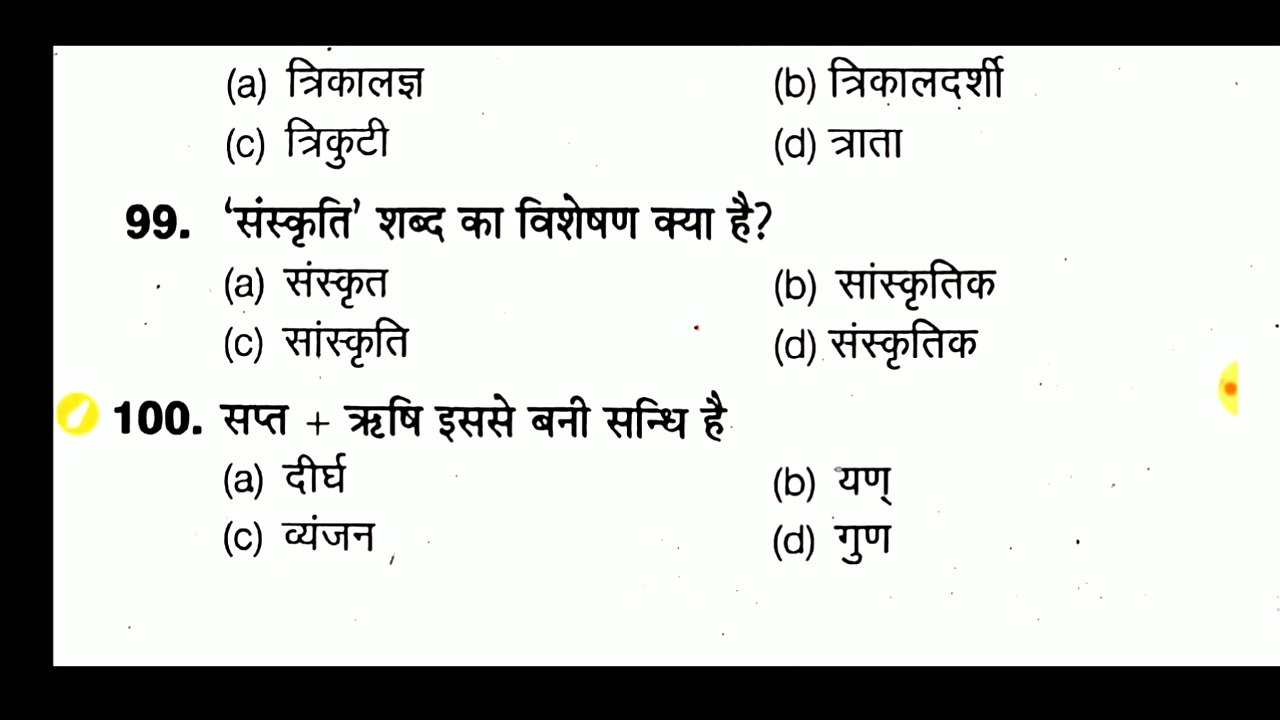 (a) त्रिकालज्ञ (b) त्रिकालदर्शी
(c) त्रिकुटी (d) त्राता
99. 'संस्कृति' शब्द का विशेषण क्या है?
(a) संस्कृत (b) सांस्कृतिक
(c) सांस्कृति (d) संस्कृतिक
100. सप्त + ऋषि इससे बनी सन्धि है
(a) दीर्घ (b) यण्
(c) व्यंजन (d) गुण